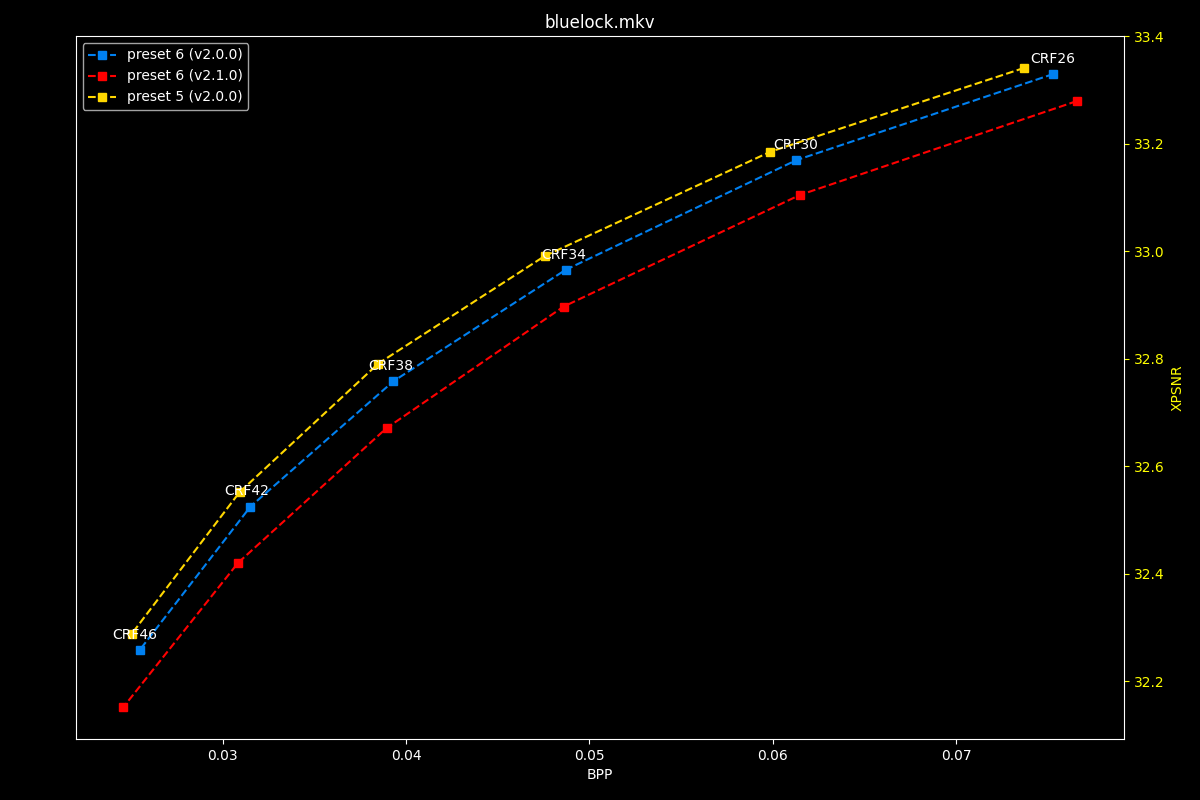 bluelock.mkv
preset 6 (v2.0.0)
preset 6 (v2.1.0)
preset 5 (v2.0.0)
33.4
CRF26
33.2
CRF30
33.0
CRF34
32.8
CRF38
XPSNR
32.6
CRF42
32.4
CRF46
32.2
0.03 0.04 0.05 0.06 0.07
BPP